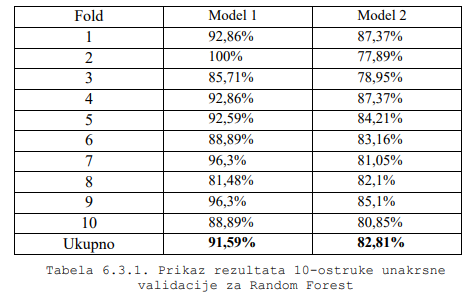 Fold Model 1 Model 2
1 92,86% 87,37%
2 100% 77,89%
3 85,71% 78,95%
4 92,86% 87,37%
5 92,59% 84,21%
6 88,89% 83,16%
7 96,3% 81,05%
8 81,48% 82,1%
9 96,3% 85,1%
10 88,89% 80,85%
Ukupno 91,59% 82,81%
Tabela 6.3.1. Prikaz rezultata 10-ostruke unakrsne
validacije za Random Forest